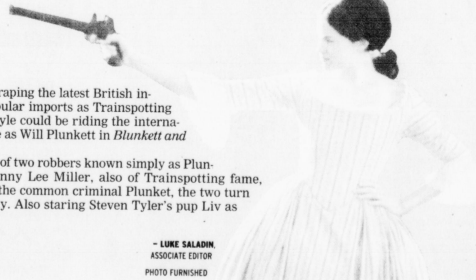 raping the latest British in-
ular imports as Trainspotting
yle could be riding the interna-
as Will Plunkett in Blunkett and
of two robbers known simply as Plun-
nny Lee Miller, also of Trainspotting fame,
the common criminal Plunket, the two turn
y. Also staring Steven Tyler's pup Liv as
– LUKE SALADIN,
ASSOCIATE EDITOR
PHOTO FURNISHED